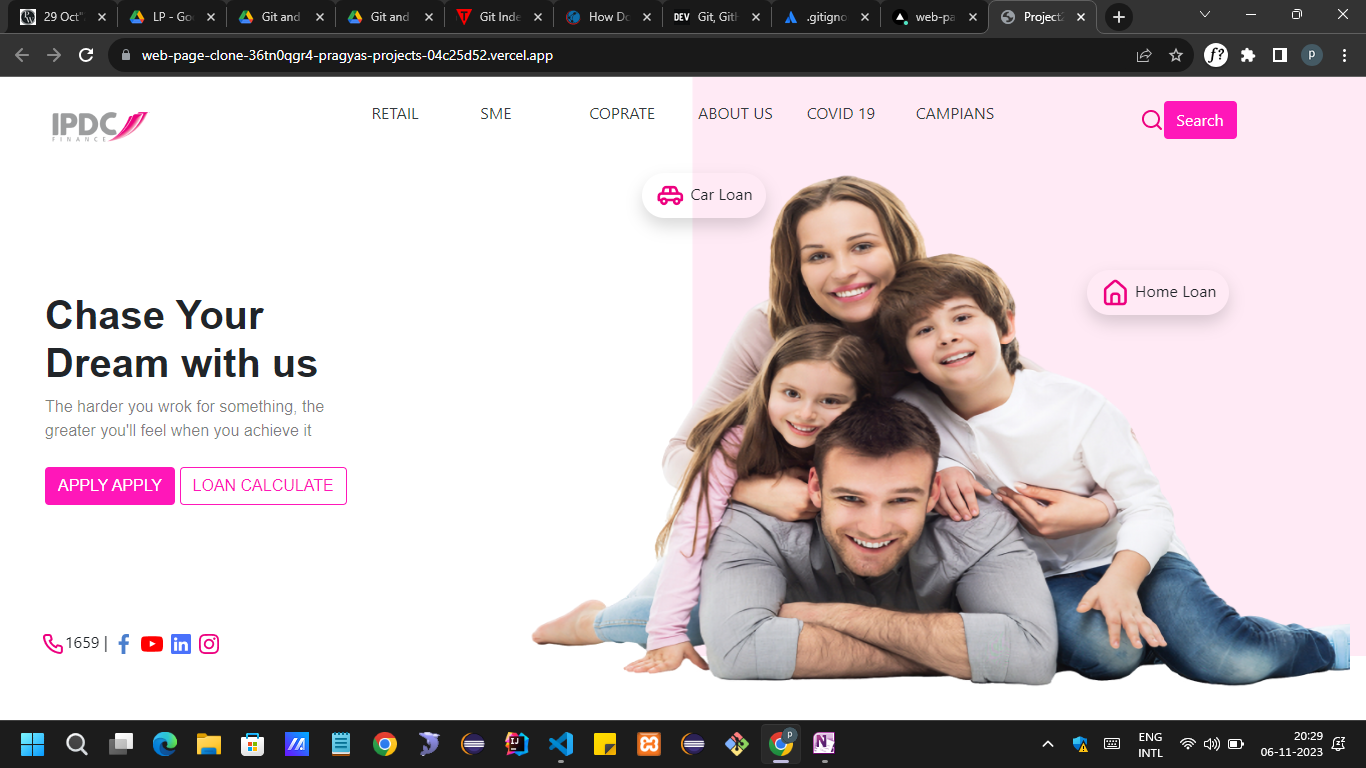 29 Oct"
LP - Goo
Git and
Git and
Git Inde
How Do
DEV Git, Gith
.gitigno
web-pa
Project2
web-page-clone-36tn0qgr4-pragyas-projects-04c25d52.vercel.app
f?
p
IPDC
FINANCE
RETAIL SME COPRATE ABOUT US COVID 19 CAMPIANS
Search
Car Loan
Home Loan
Chase Your
Dream with us
The harder you wrok for something, the
greater you'll feel when you achieve it
APPLY APPLY LOAN CALCULATE
1659 |
ENG
INTL
20:29
06-11-2023